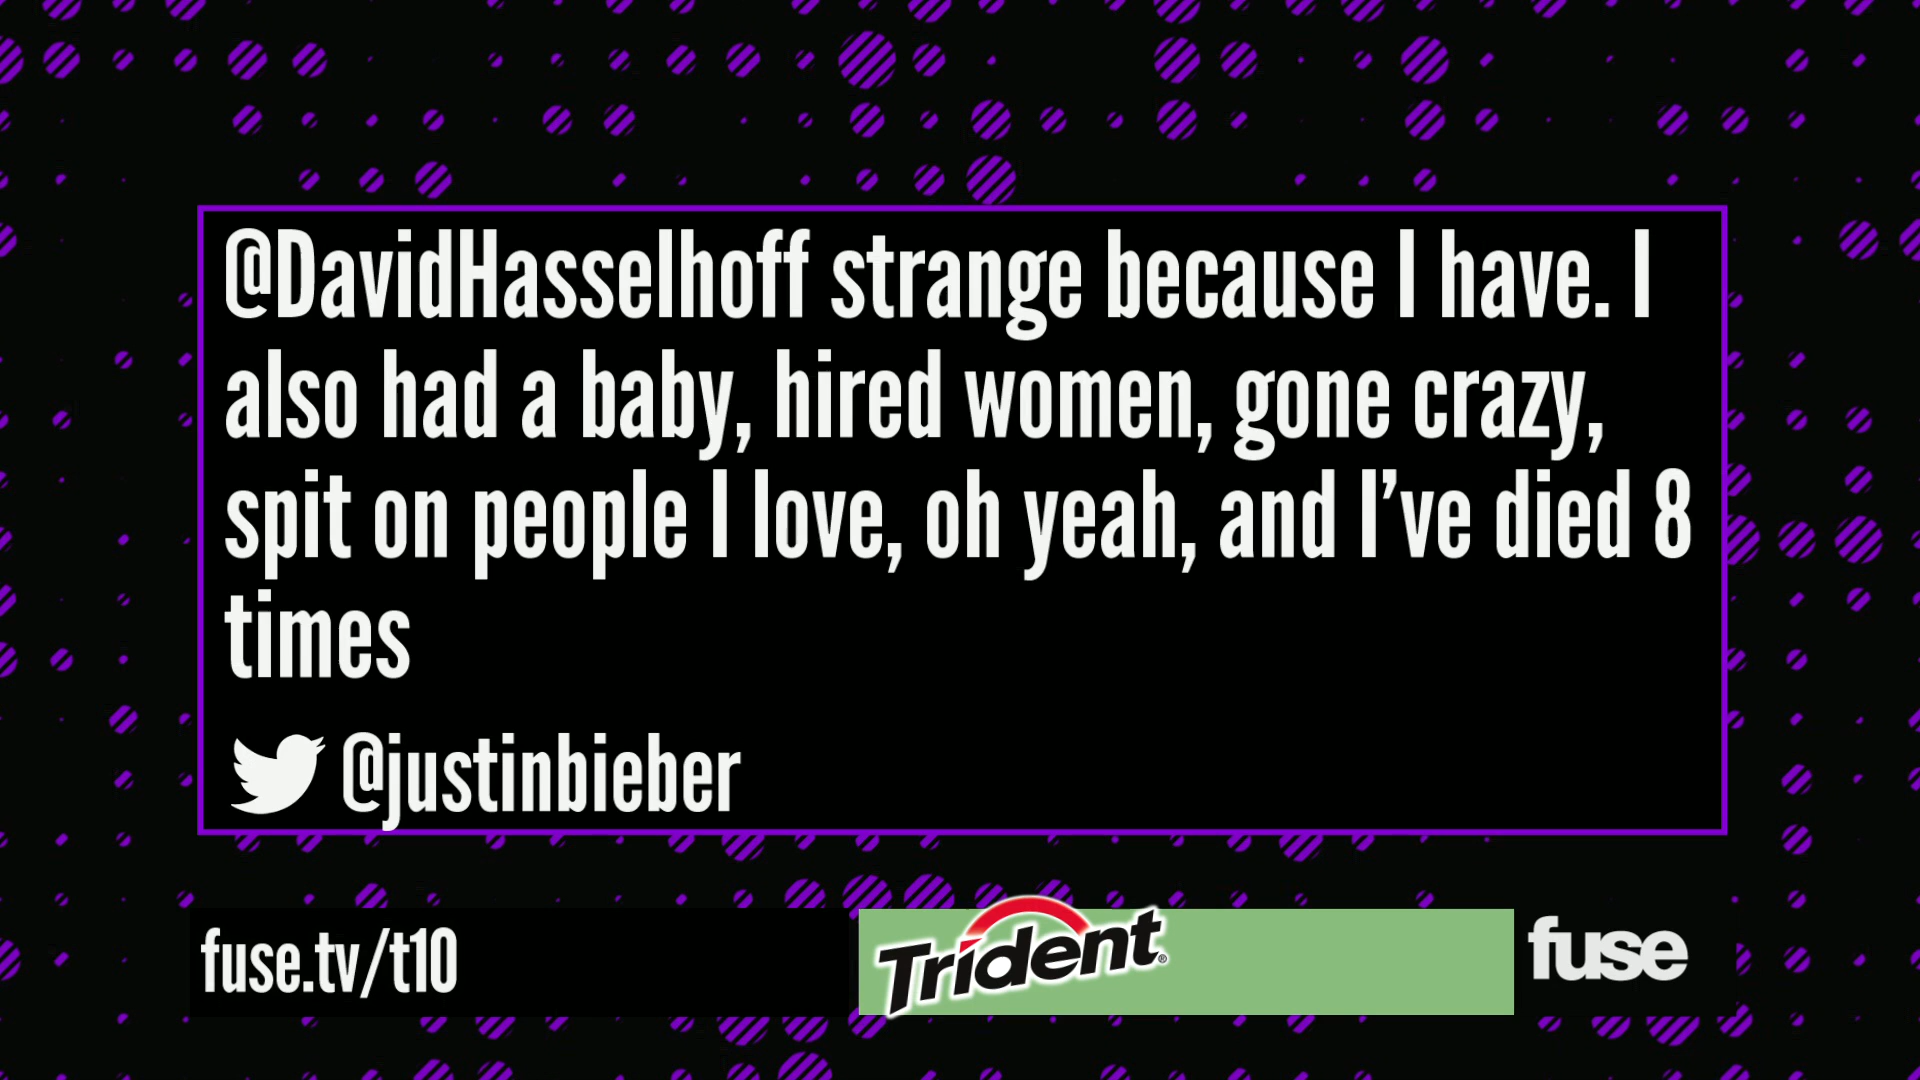 @DavidHasselhoff strange because I have. I
also had a baby, hired women, gone crazy,
spit on people I love, oh yeah, and I've died 8
times
@justinbieber
fuse.tv/t10
Trident®
fuse